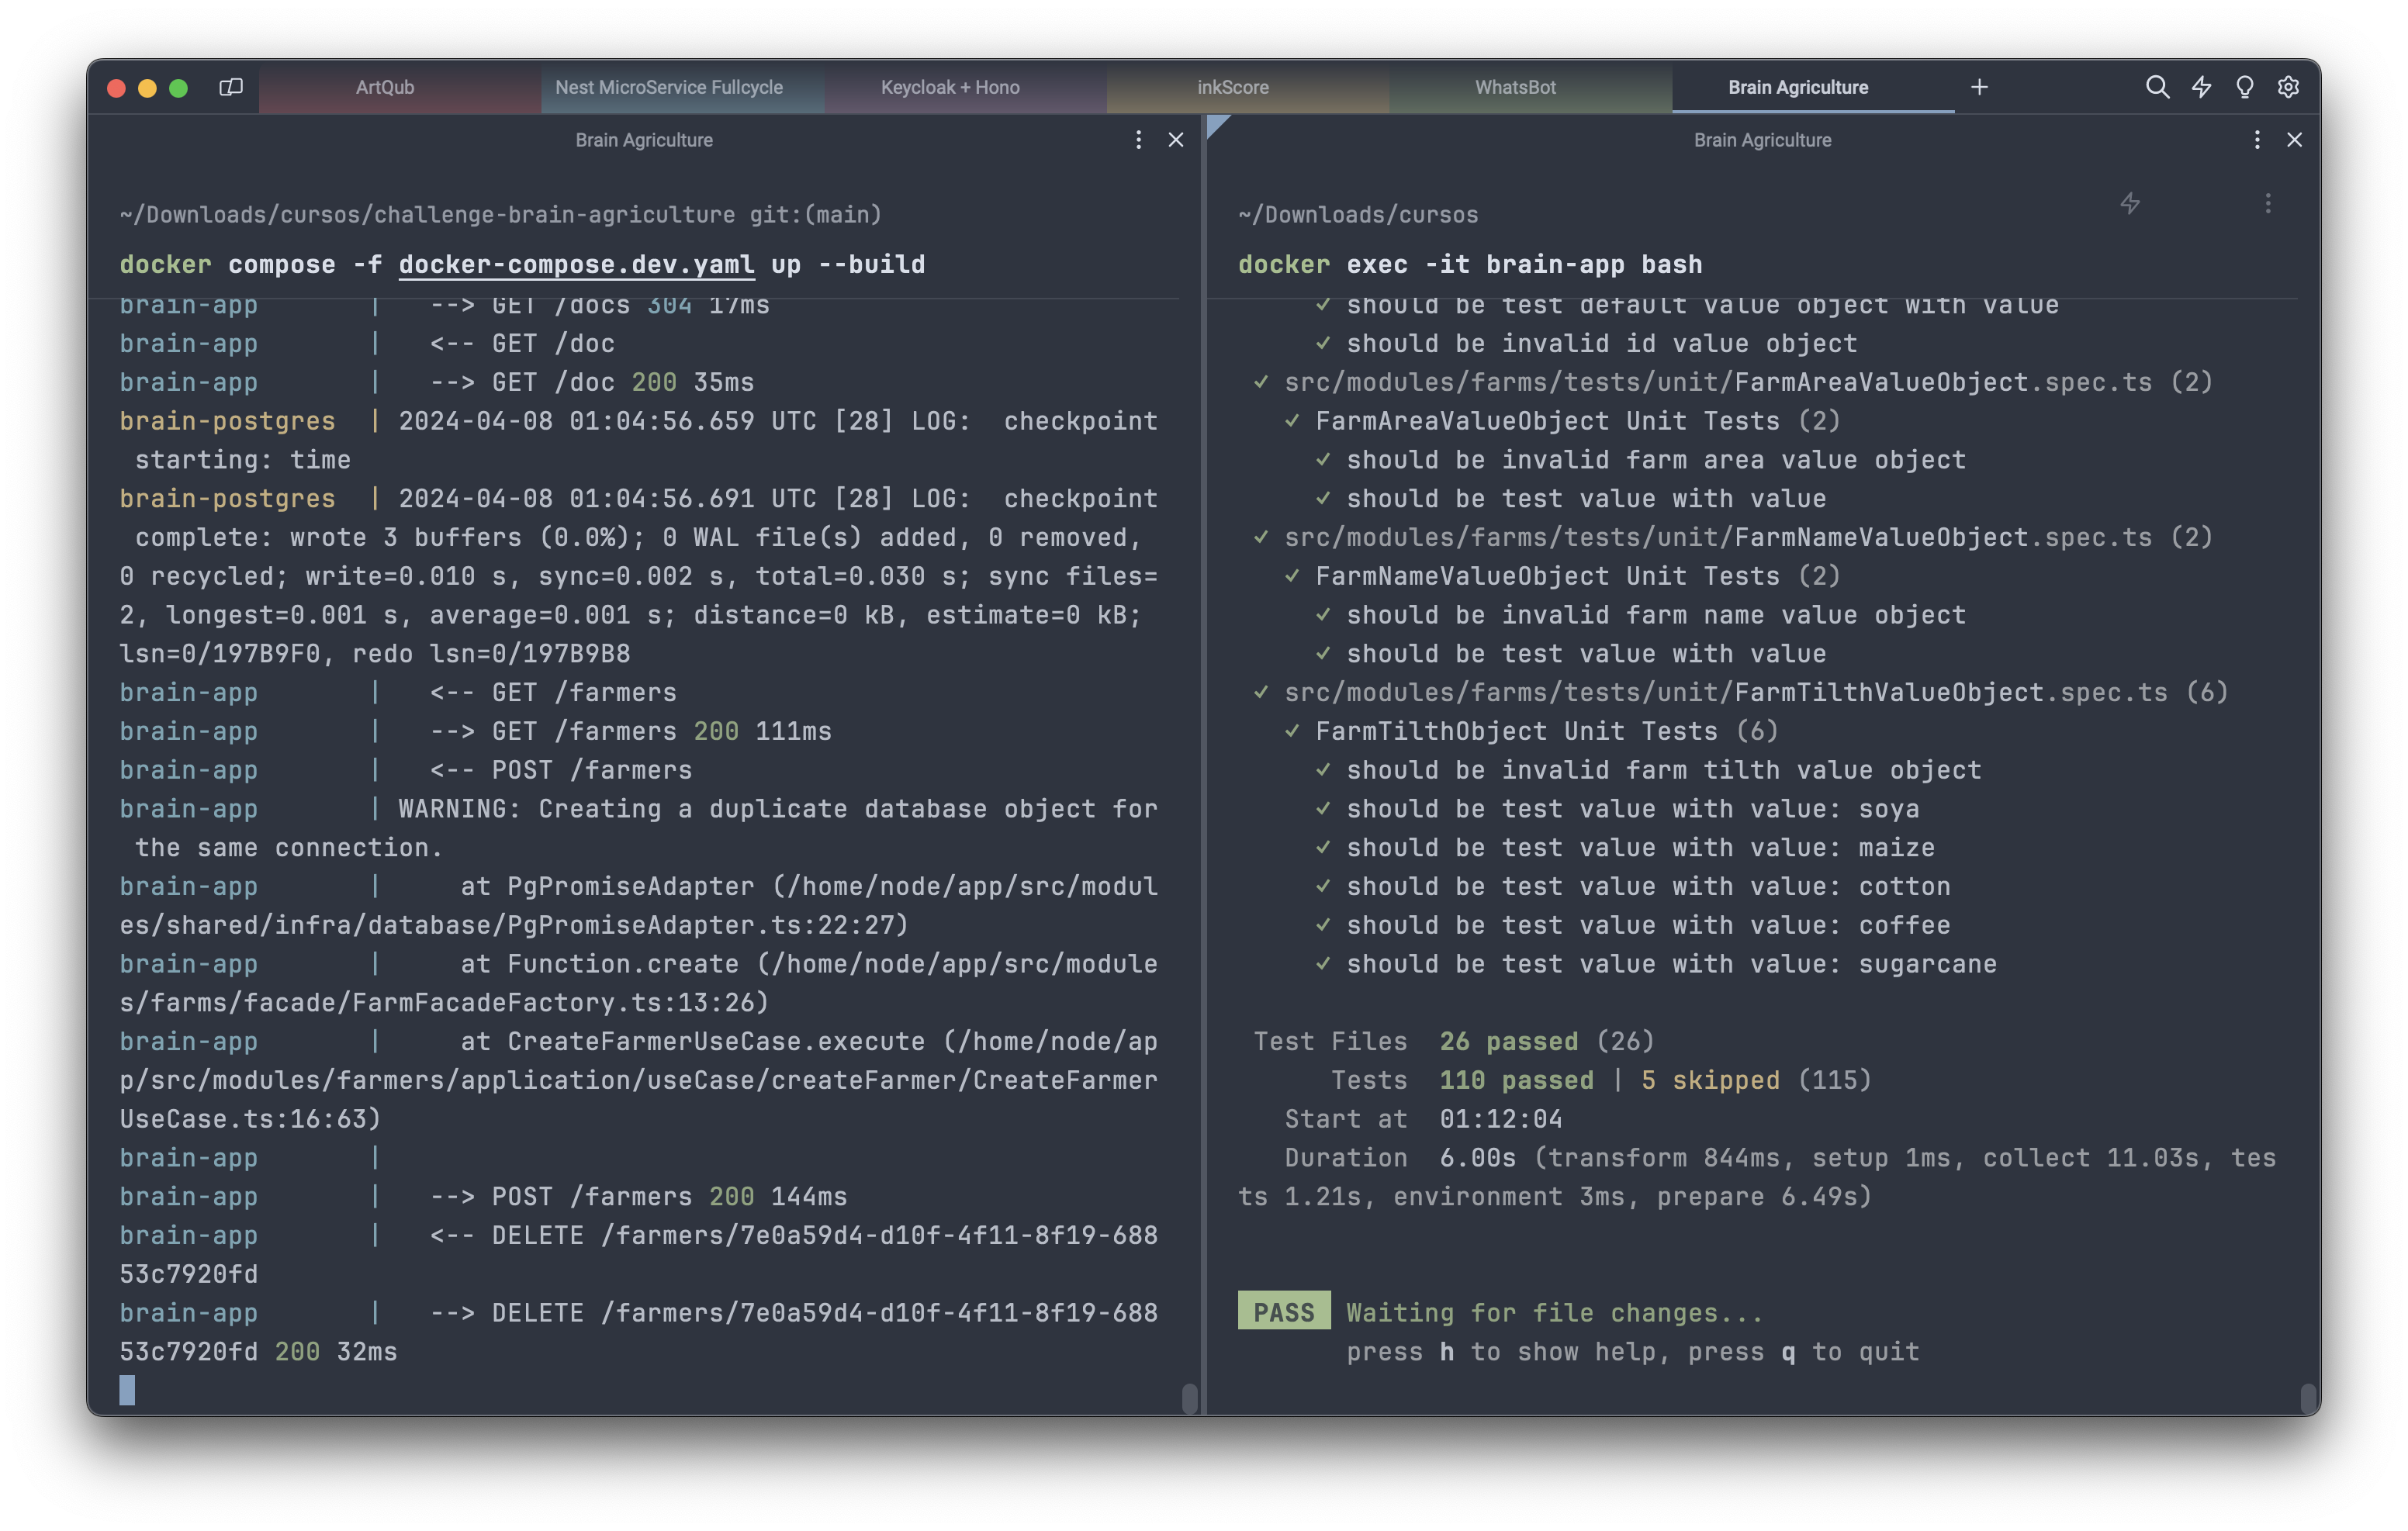 ArtQub
Nest MicroService Fullcycle
Keycloak + Hono
inkScore
WhatsBot
Brain Agriculture
Brain Agriculture
~/Downloads/cursos/challenge-brain-agriculture git:(main)
docker compose -f docker-compose.dev.yaml up --build
brain-app | --> GET /docs 304 17ms
brain-app | <-- GET /doc
brain-app | --> GET /doc 200 35ms
brain-postgres | 2024-04-08 01:04:56.659 UTC [28] LOG: checkpoint
starting: time
brain-postgres | 2024-04-08 01:04:56.691 UTC [28] LOG: checkpoint
complete: wrote 3 buffers (0.0%); 0 WAL file(s) added, 0 removed,
0 recycled; write=0.010 s, sync=0.002 s, total=0.030 s; sync files=
2, longest=0.001 s, average=0.001 s; distance=0 kB, estimate=0 kB;
lsn=0/197B9F0, redo lsn=0/197B9B8
brain-app | <-- GET /farmers
brain-app | --> GET /farmers 200 111ms
brain-app | <-- POST /farmers
brain-app | WARNING: Creating a duplicate database object for
the same connection.
brain-app | at PgPromiseAdapter (/home/node/app/src/modul
es/shared/infra/database/PgPromiseAdapter.ts:22:27)
brain-app | at Function.create (/home/node/app/src/module
s/farms/facade/FarmFacadeFactory.ts:13:26)
brain-app | at CreateFarmerUseCase.execute (/home/node/ap
p/src/modules/farmers/application/useCase/createFarmer/CreateFarmer
UseCase.ts:16:63)
brain-app |
brain-app | --> POST /farmers 200 144ms
brain-app | <-- DELETE /farmers/7e0a59d4-d10f-4f11-8f19-688
53c7920fd
brain-app | --> DELETE /farmers/7e0a59d4-d10f-4f11-8f19-688
53c7920fd 200 32ms
Brain Agriculture
~/Downloads/cursos
docker exec -it brain-app bash
✓ should be test default value object with value
✓ should be invalid id value object
✓ src/modules/farms/tests/unit/FarmAreaValueObject.spec.ts (2)
✓ FarmAreaValueObject Unit Tests (2)
✓ should be invalid farm area value object
✓ should be test value with value
✓ src/modules/farms/tests/unit/FarmNameValueObject.spec.ts (2)
✓ FarmNameValueObject Unit Tests (2)
✓ should be invalid farm name value object
✓ should be test value with value
✓ src/modules/farms/tests/unit/FarmTilthValueObject.spec.ts (6)
✓ FarmTilthObject Unit Tests (6)
✓ should be invalid farm tilth value object
✓ should be test value with value: soya
✓ should be test value with value: maize
✓ should be test value with value: cotton
✓ should be test value with value: coffee
✓ should be test value with value: sugarcane
Test Files 26 passed (26)
Tests 110 passed | 5 skipped (115)
Start at 01:12:04
Duration 6.00s (transform 844ms, setup 1ms, collect 11.03s, tes
ts 1.21s, environment 3ms, prepare 6.49s)
PASS Waiting for file changes...
press h to show help, press q to quit